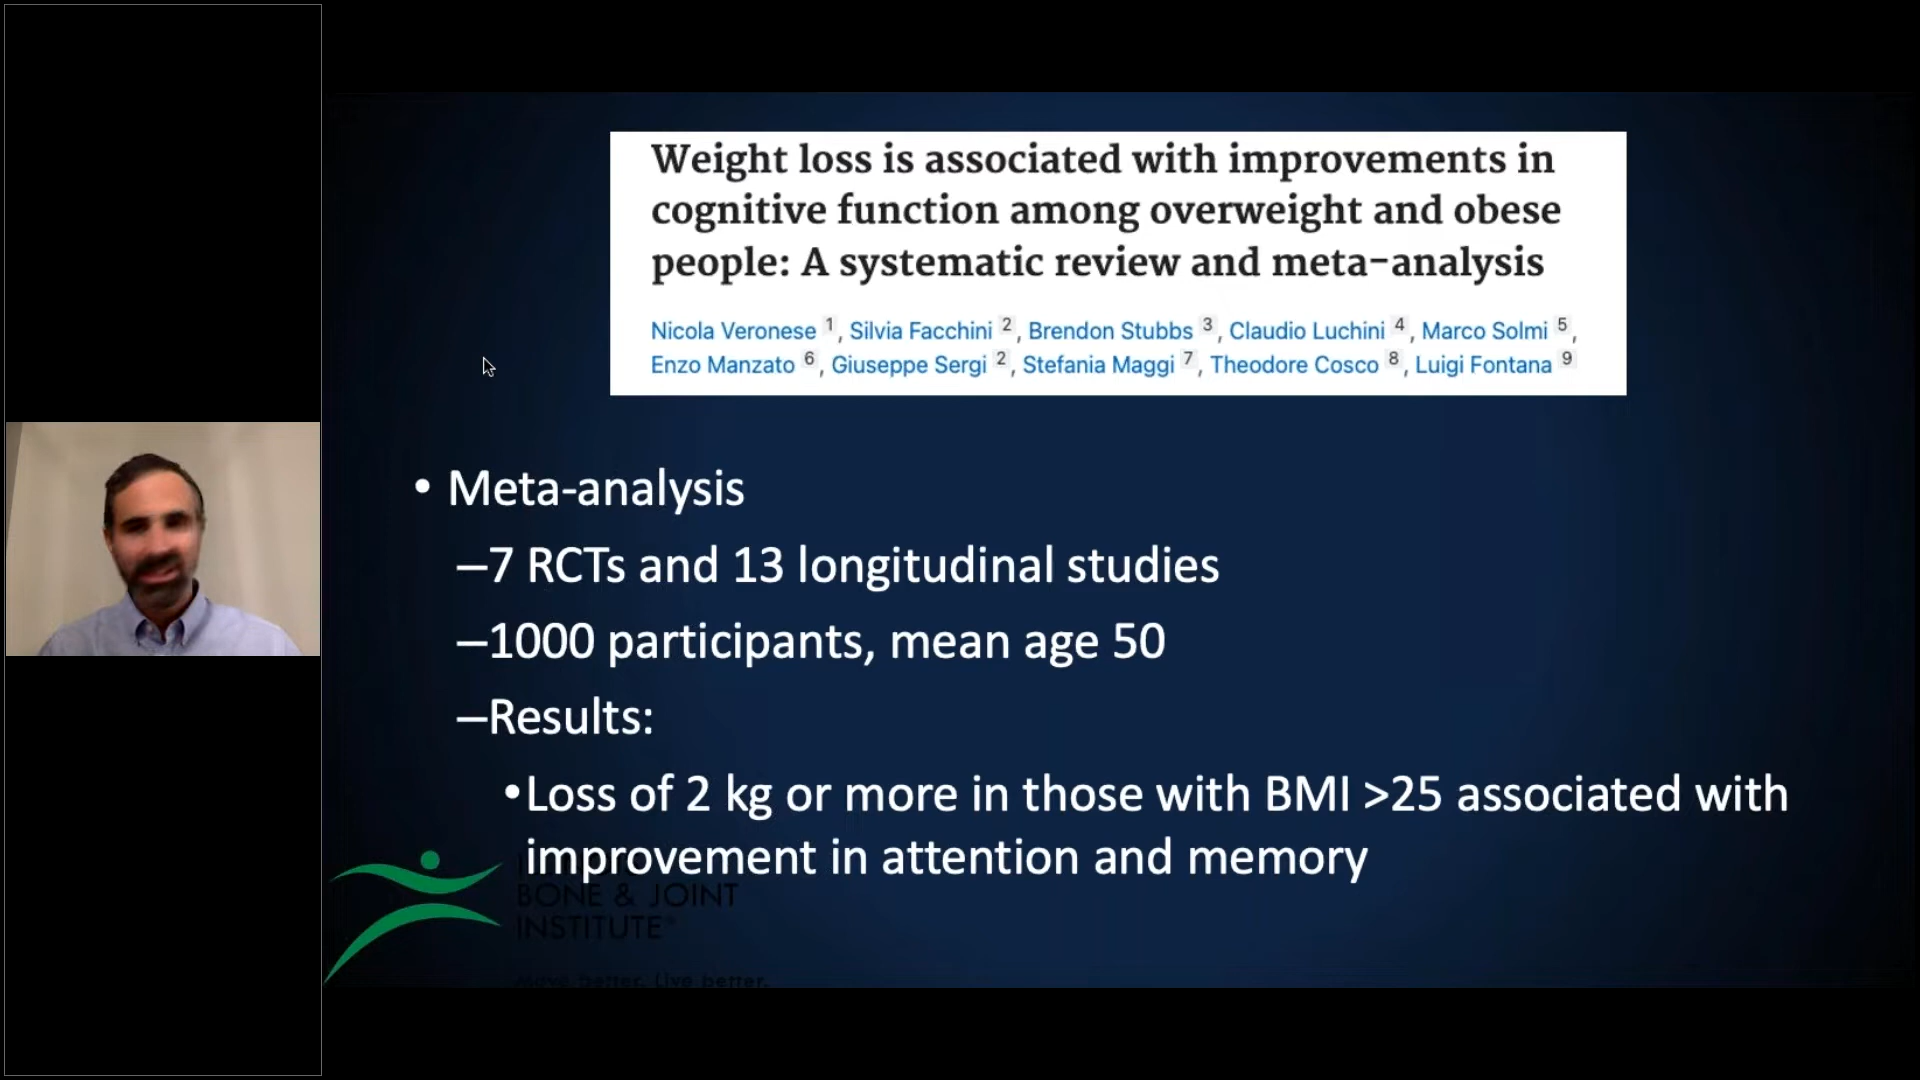 Weight loss is associated with improvements in
cognitive function among overweight and obese
people: A systematic review and meta-analysis
Nicola Veronese 1, Silvia Facchini 2, Brendon Stubbs 3, Claudio Luchini 4, Marco Solmi 5,
Enzo Manzato 6, Giuseppe Sergi 2, Stefania Maggi 7, Theodore Cosco 8, Luigi Fontana 9
• Meta-analysis
–7 RCTs and 13 longitudinal studies
–1000 participants, mean age 50
–Results:
•Loss of 2 kg or more in those with BMI >25 associated with
improvement in attention and memory
BONE & JOINT
INSTITUTE
Move better. Live better.